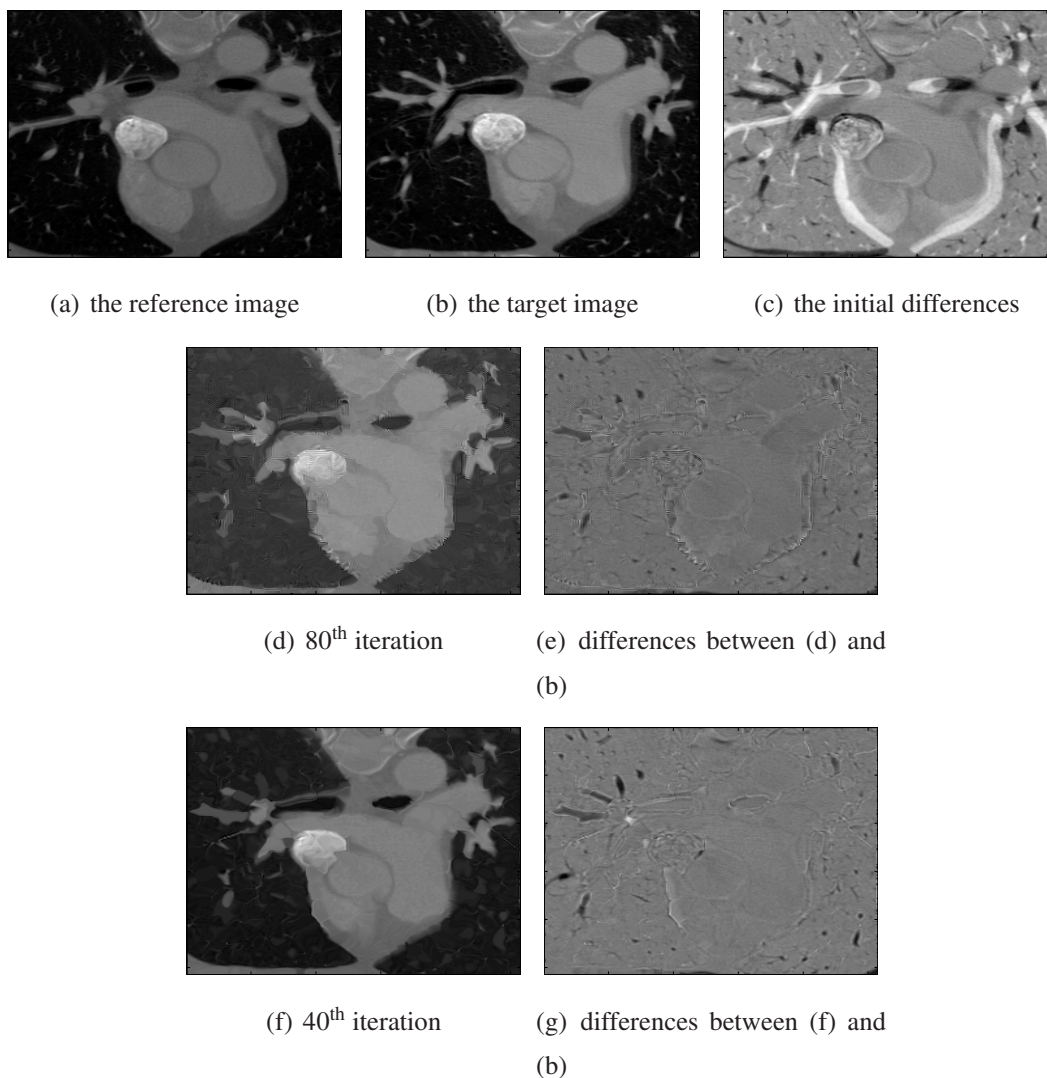 (a) the reference image
(b) the target image
(c) the initial differences
(d) 80th iteration
(e) differences between (d) and
(b)
(f) 40th iteration
(g) differences between (f) and
(b)